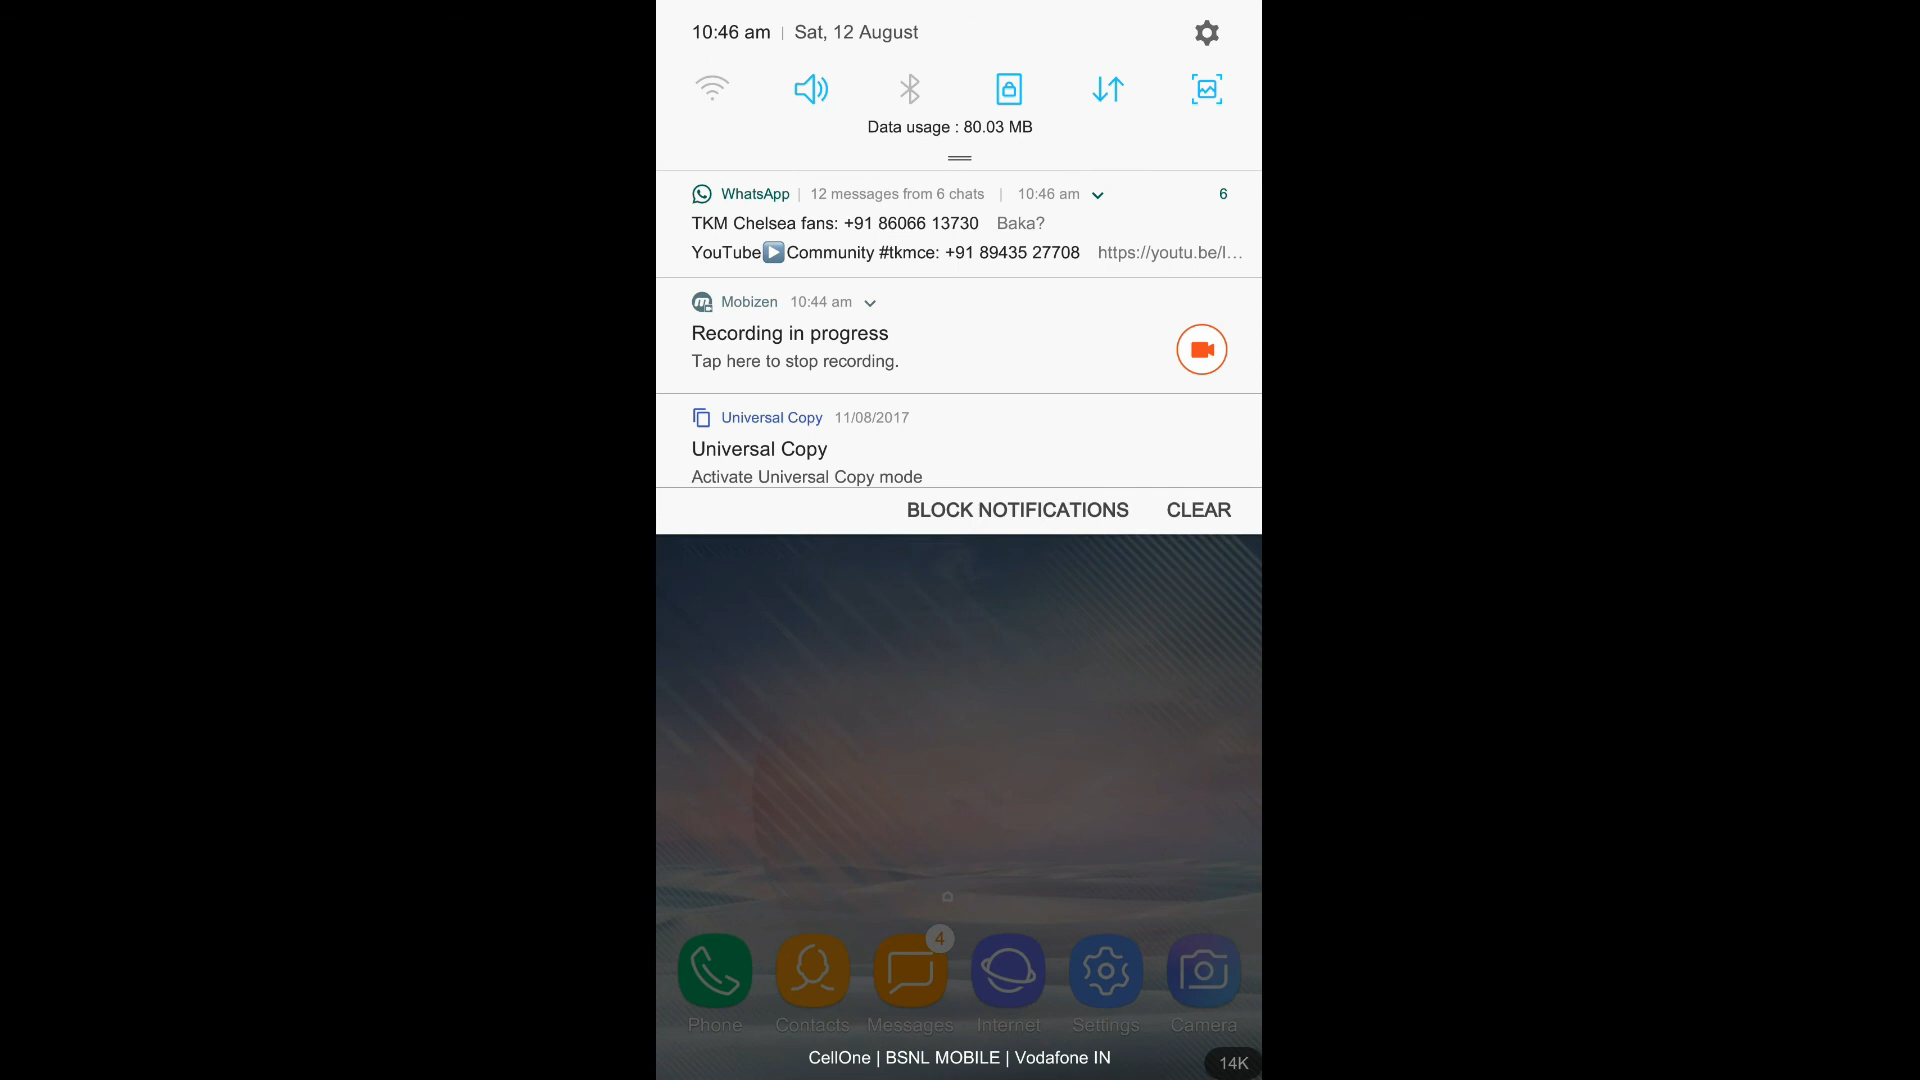 10:46 am | Sat, 12 August
Data usage : 80.03 MB
WhatsApp | 12 messages from 6 chats | 10:46 am 6
TKM Chelsea fans: +91 86066 13730 Baka?
YouTube▶️Community #tkmce: +91 89435 27708 https://youtu.be/I…
Mobizen 10:44 am
Recording in progress
Tap here to stop recording.
Universal Copy 11/08/2017
Universal Copy
Activate Universal Copy mode
BLOCK NOTIFICATIONS CLEAR
4
Phone Contacts Messages Internet Settings Camera
CellOne | BSNL MOBILE | Vodafone IN
14K